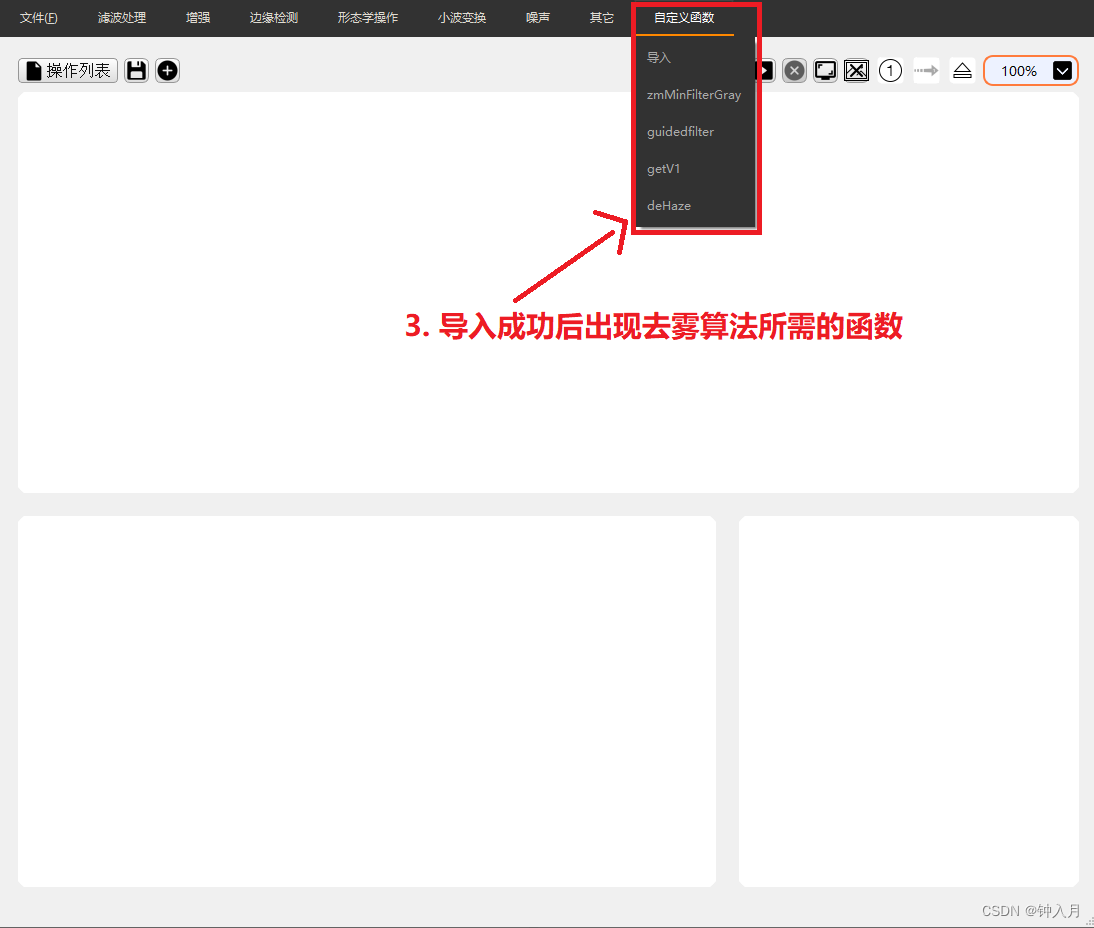 文件(F) 滤波处理 增强 边缘检测 形态学操作 小波变换 噪声 其它 自定义函数
操作列表 1 100%
导入
zmMinFilterGray
guidedfilter
getV1
deHaze
3. 导入成功后出现去雾算法所需的函数
CSDN @钟入月